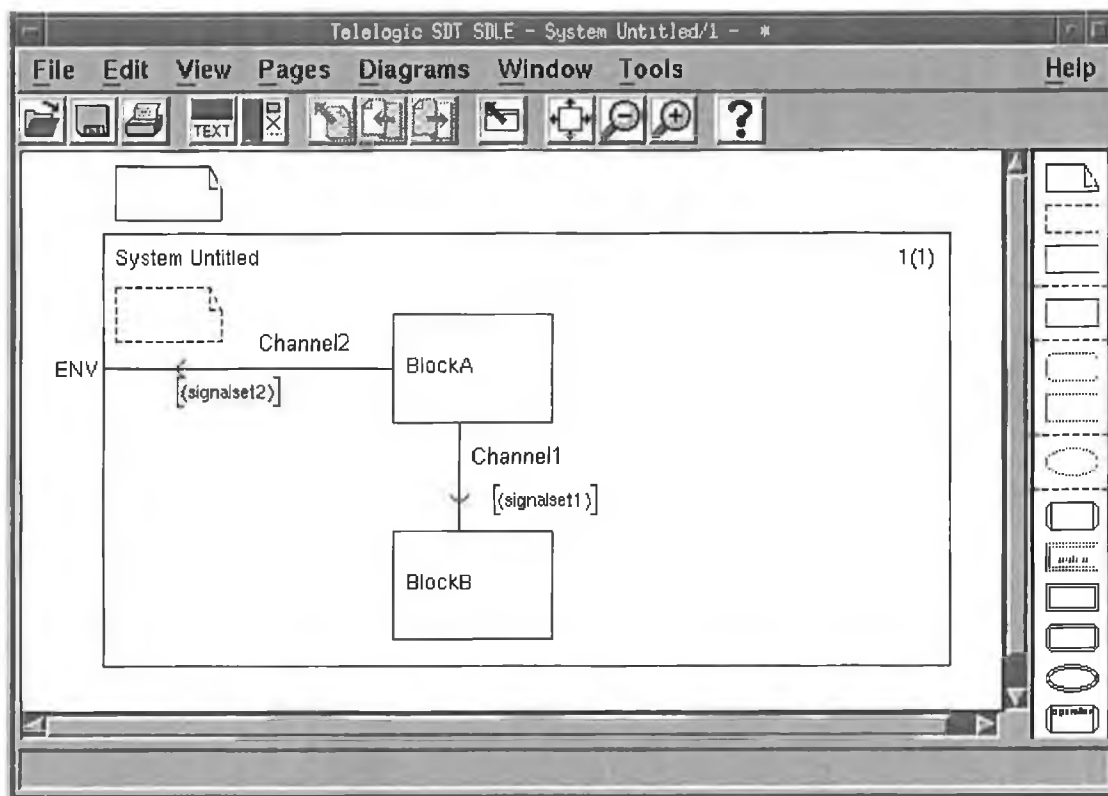 Telelogic SDT SDLE - System Untitled/1 - *
File Edit View Pages Diagrams Window Tools Help
TEXT
?
System Untitled
1(1)
Channel2
ENV
[(signalset2)]
BlockA
Channel1
[(signalset1)]
BlockB
operator